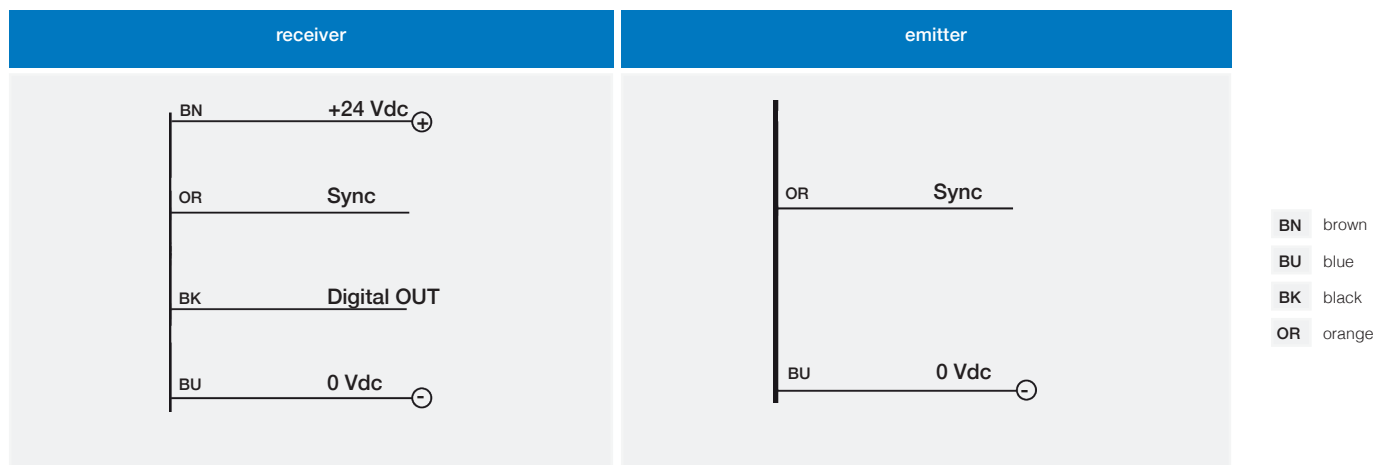 receiver
emitter
BN +24 Vdc +
OR Sync
BK Digital OUT
BU 0 Vdc -
OR Sync
BU 0 Vdc -
BN brown
BU blue
BK black
OR orange